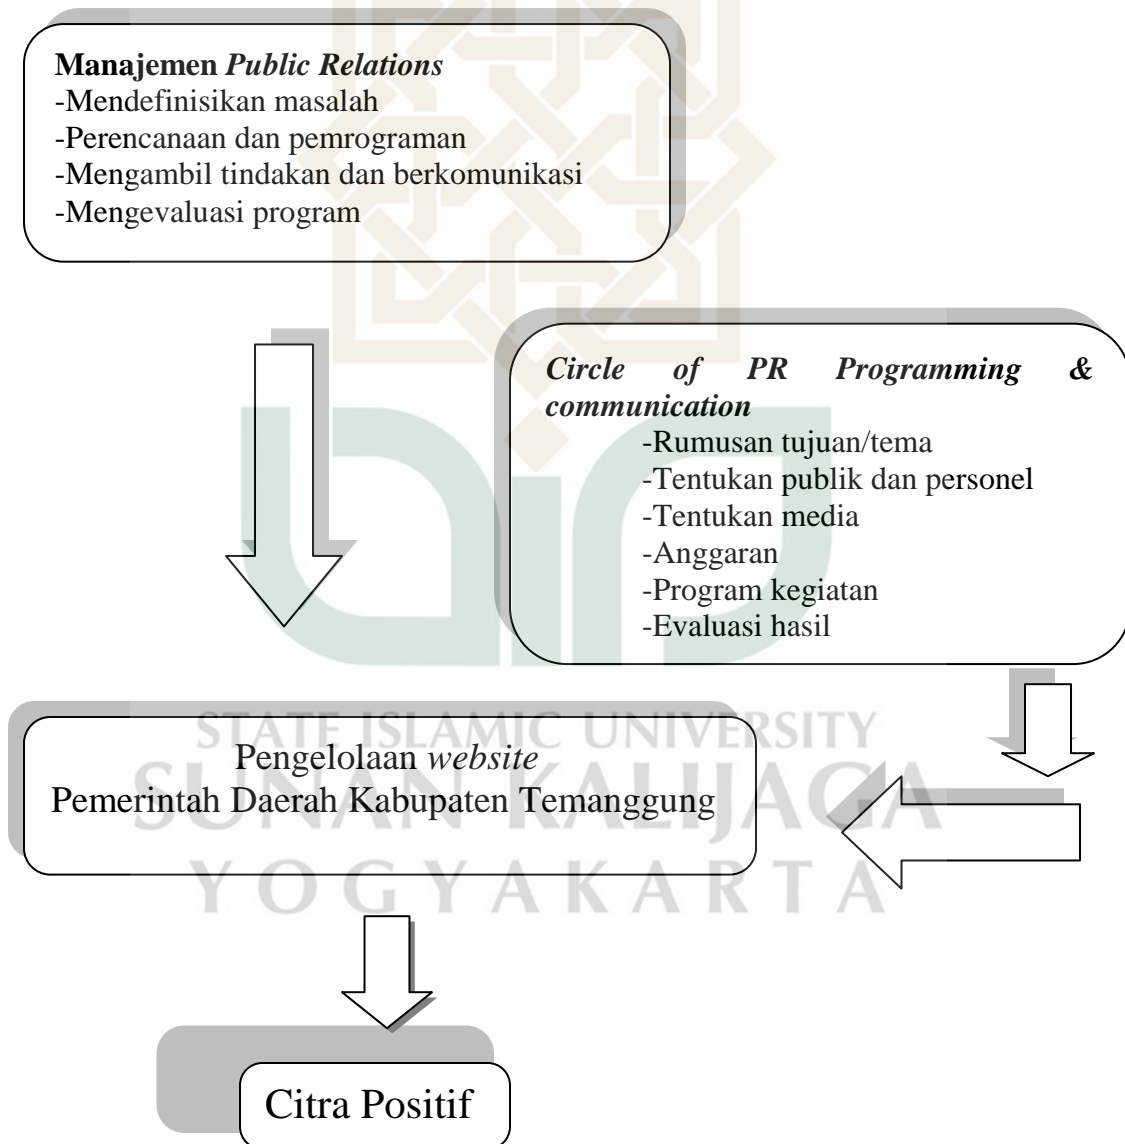 Manajemen Public Relations
-Mendefinisikan masalah
-Perencanaan dan pemrograman
-Mengambil tindakan dan berkomunikasi
-Mengevaluasi program
Circle of PR Programming &
communication
-Rumusan tujuan/tema
-Tentukan publik dan personel
-Tentukan media
-Anggaran
-Program kegiatan
-Evaluasi hasil
STATE ISLAMIC UNIVERSITY
SUNAN KALIJAGA
YOGYAKARTA
Pengelolaan website
Pemerintah Daerah Kabupaten Temanggung
Citra Positif